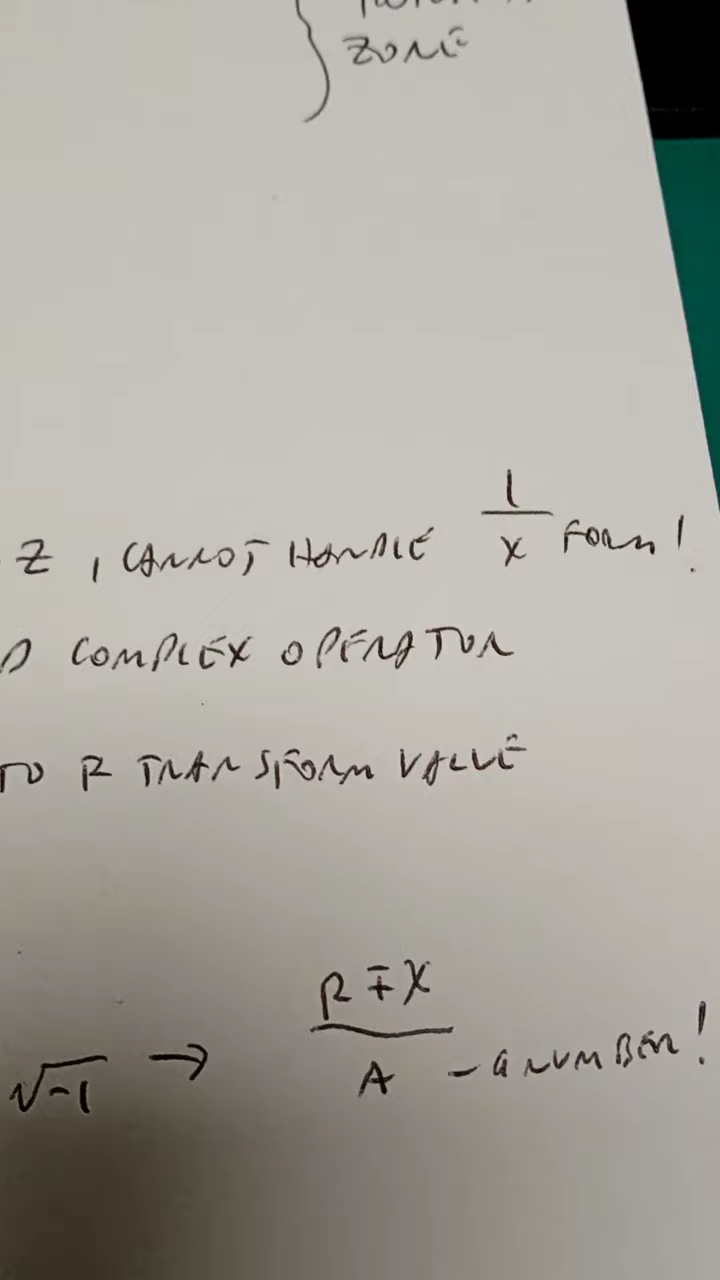 ZONE
Z, CANNOT HANDLE 1/X FORM!
COMPLEX OPERATOR
TO R TRANSFORM VALUE
√-1 → R∓X/A - A NUMBER!